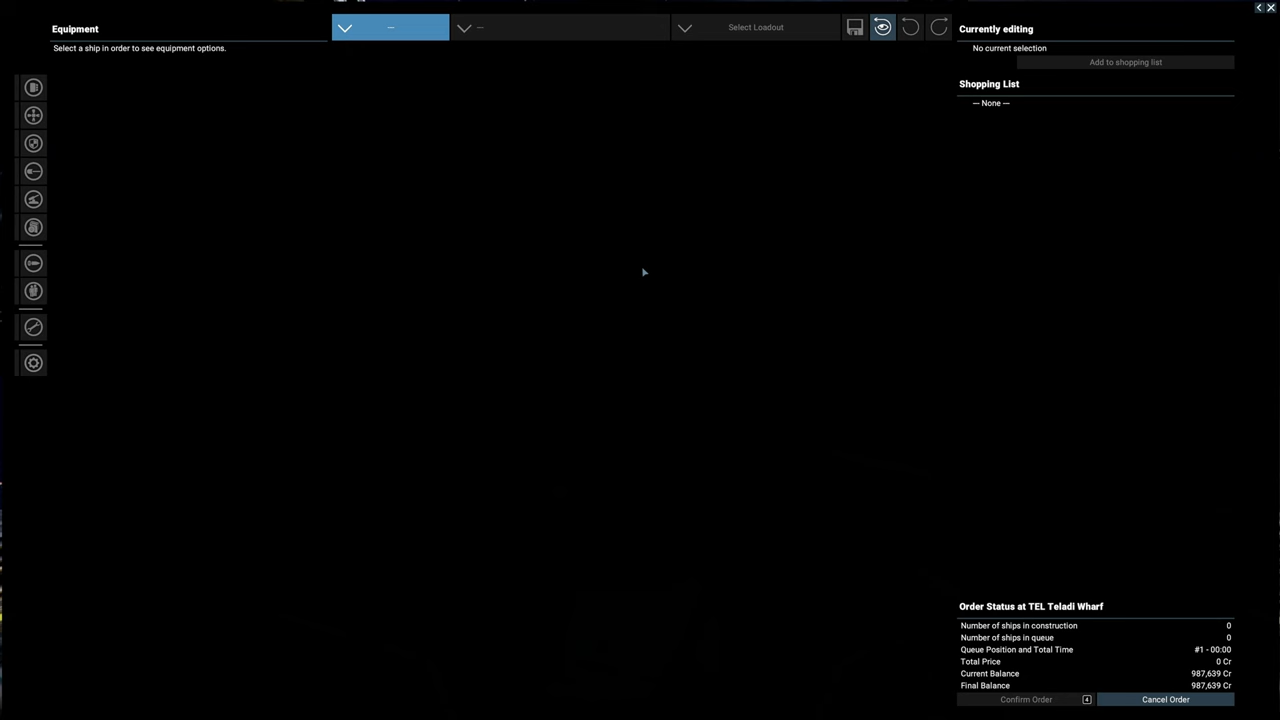 Equipment
Select a ship in order to see equipment options.
—
—
Select Loadout
Currently editing
No current selection
Add to shopping list
Shopping List
— None —
Order Status at TEL Teladi Wharf
Number of ships in construction 0
Number of ships in queue 0
Queue Position and Total Time #1 - 00:00
Total Price 0 Cr
Current Balance 987,639 Cr
Final Balance 987,639 Cr
Confirm Order 4
Cancel Order